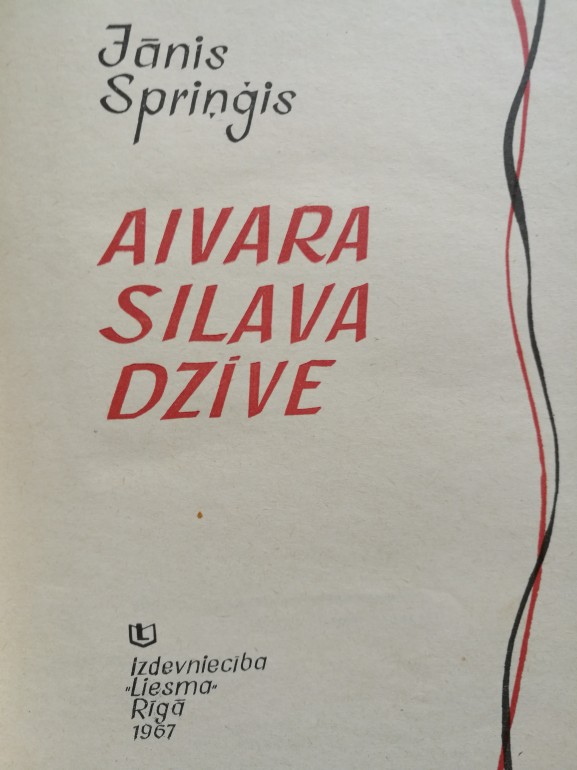 Jānis
Spriņģis
AIVARA
SILAVA
DZĪVE
Izdevniecība
"Liesma"
Rīgā
1967